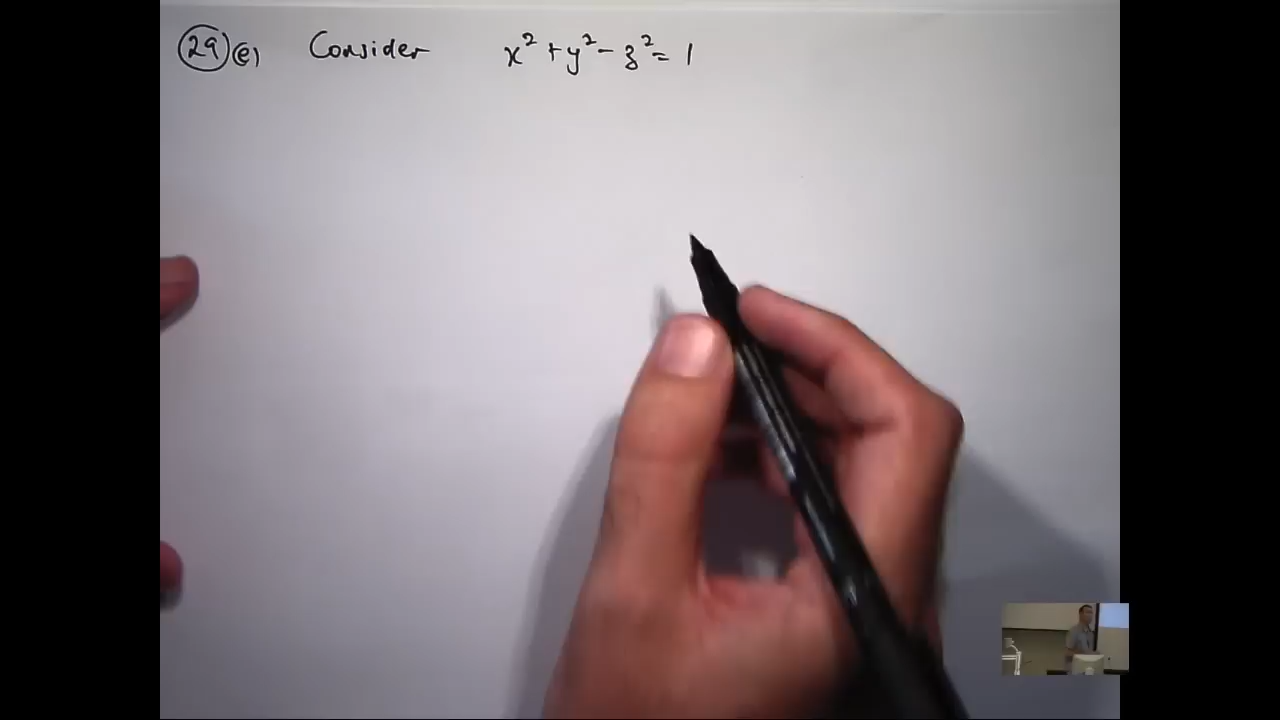 29 (e) Consider x² + y² - z² = 1